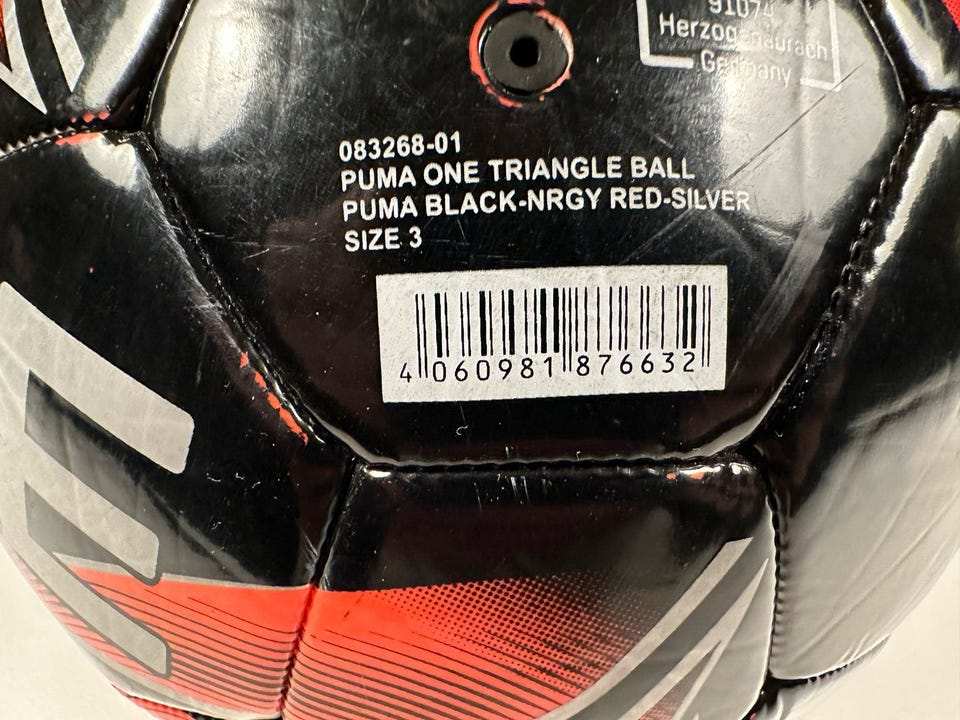 91074
Herzogenaurach
Germany
083268-01
PUMA ONE TRIANGLE BALL
PUMA BLACK-NRGY RED-SILVER
SIZE 3
4 060981 876632